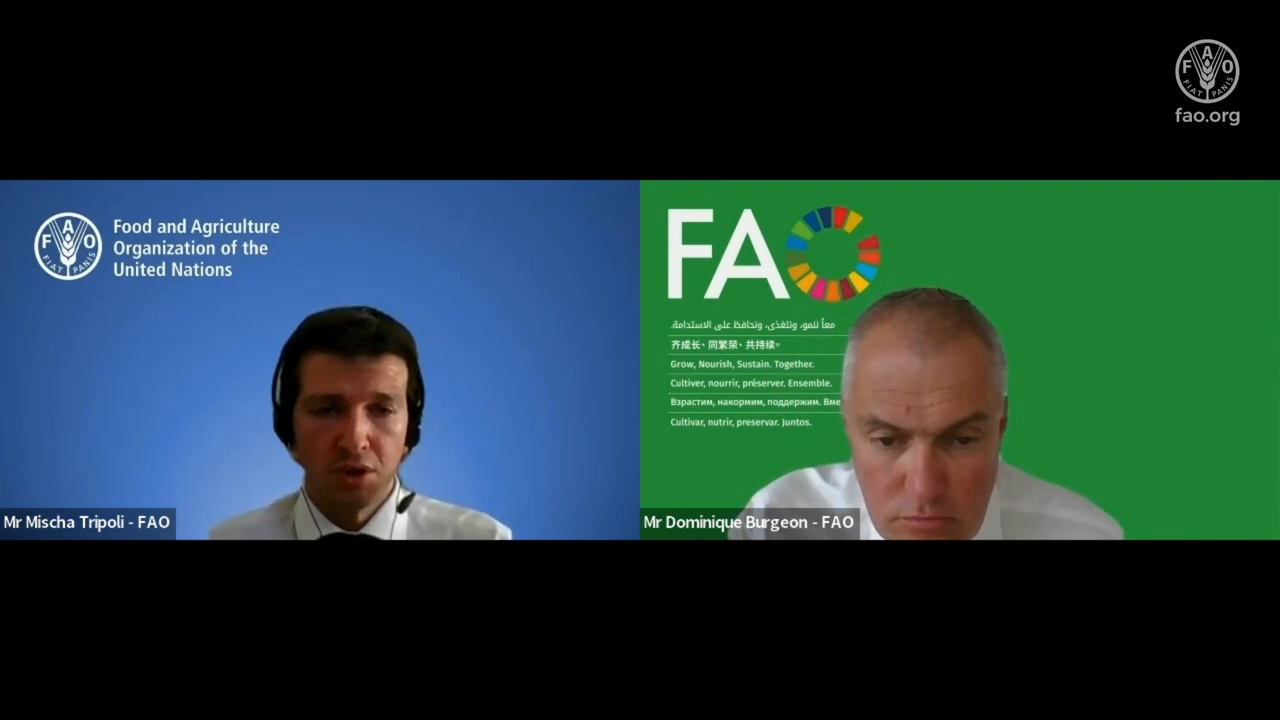 FAO
FIAT PANIS
fao.org
FAO
FIAT PANIS
Food and Agriculture
Organization of the
United Nations
FAO
معاً ننمو، ونتغذى، ونحافظ على الاستدامة.
齐成长、同繁荣、共持续。
Grow, Nourish, Sustain. Together.
Cultiver, nourrir, préserver. Ensemble.
Взрастим, накормим, поддержим. Вме
Cultivar, nutrir, preservar. Juntos.
Mr Mischa Tripoli - FAO
Mr Dominique Burgeon - FAO